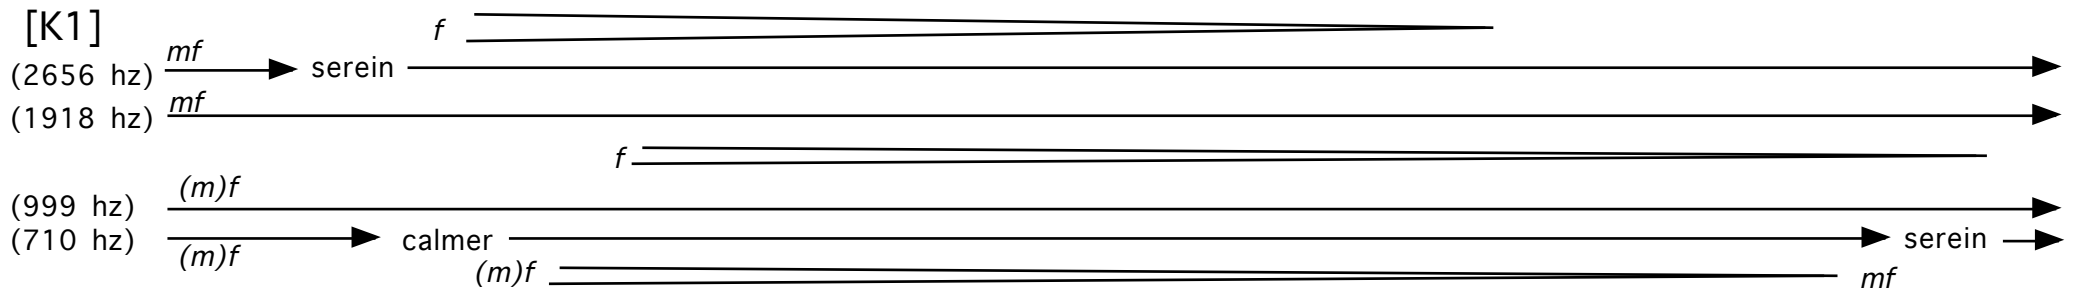 [K1]
f
mf
(2656 hz) serein
mf
(1918 hz)
f
(m)f
(999 hz)
(710 hz) calmer serein
(m)f
(m)f mf